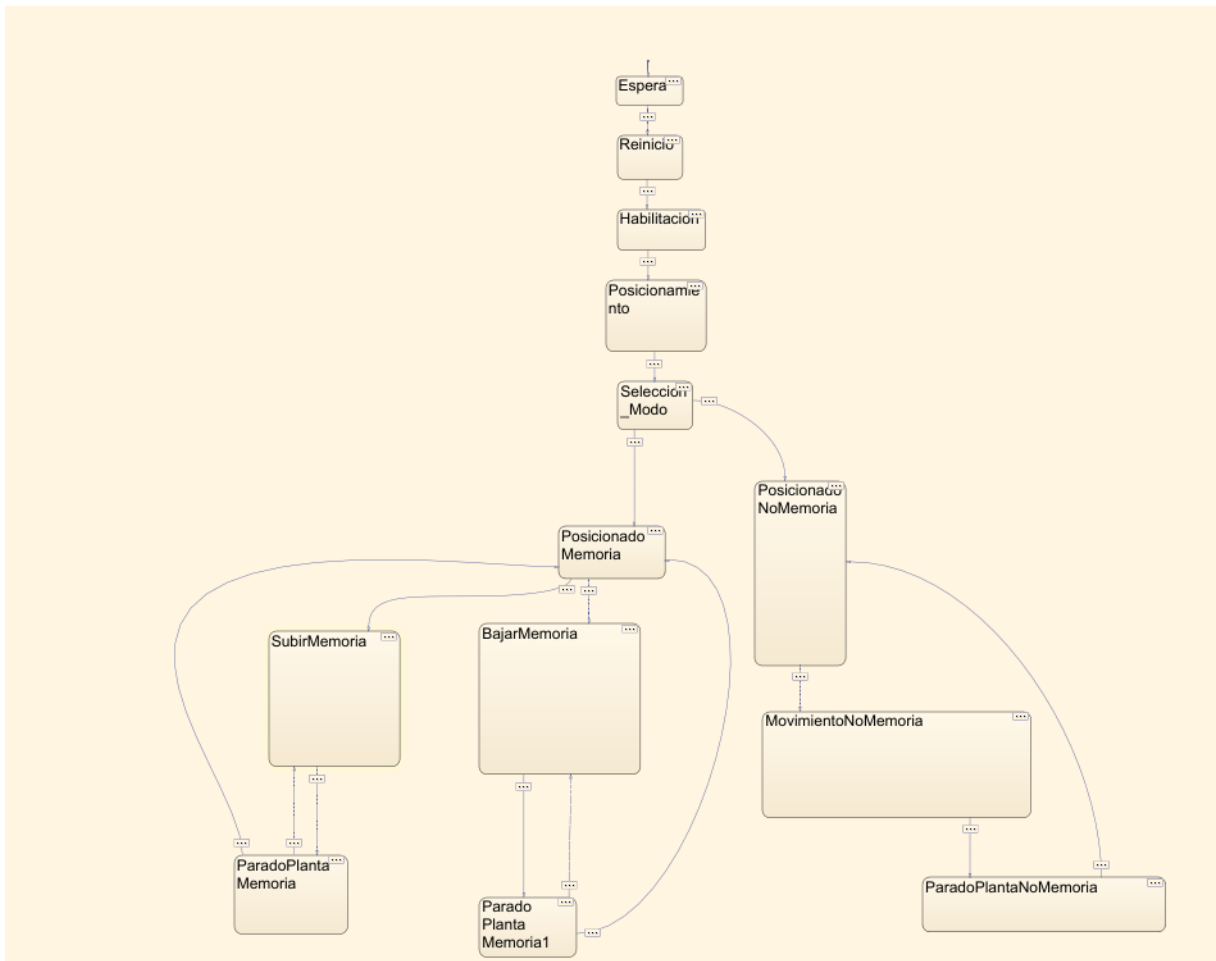 Espera
Reinicio
Habilitacion
Posicionamie
nto
Seleccion
_Modo
Posicionado
NoMemoria
Posicionado
Memoria
SubirMemoria
BajarMemoria
MovimientoNoMemoria
ParadoPlanta
Memoria
Parado
Planta
Memoria1
ParadoPlantaNoMemoria